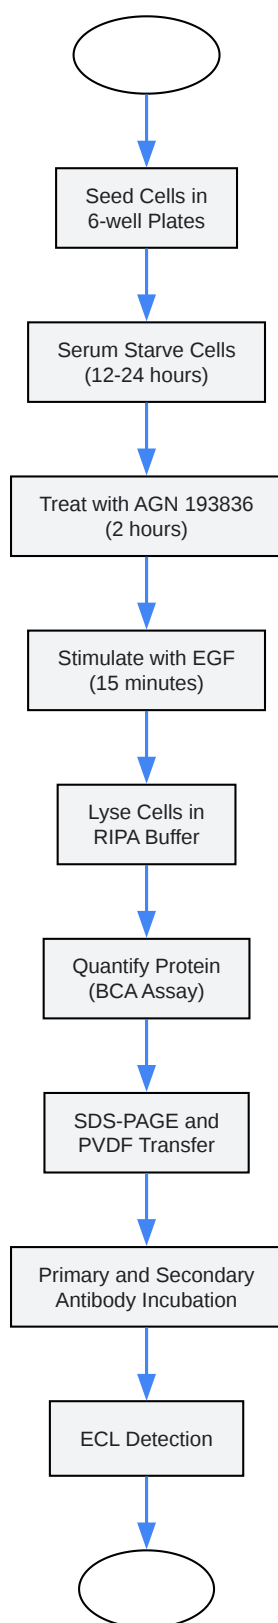 Seed Cells in
6-well Plates
Serum Starve Cells
(12-24 hours)
Treat with AGN 193836
(2 hours)
Stimulate with EGF
(15 minutes)
Lyse Cells in
RIPA Buffer
Quantify Protein
(BCA Assay)
SDS-PAGE and
PVDF Transfer
Primary and Secondary
Antibody Incubation
ECL Detection